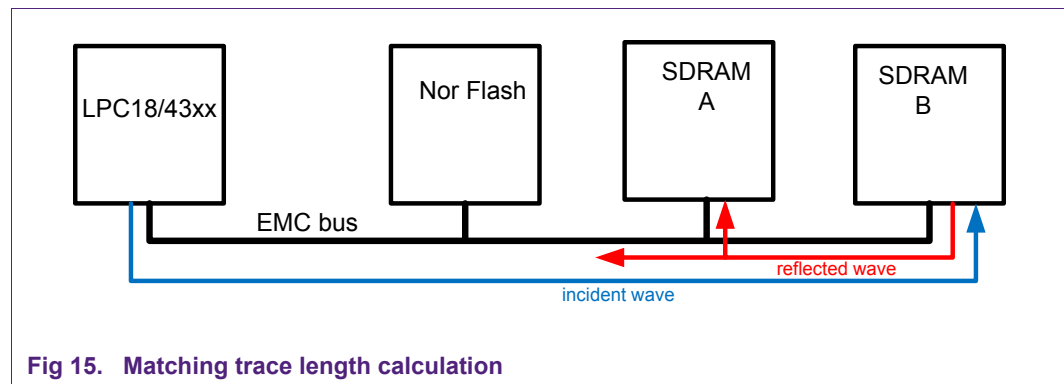 LPC18/43xx
Nor Flash
SDRAM
A
SDRAM
B
EMC bus
reflected wave
incident wave
Fig 15. Matching trace length calculation